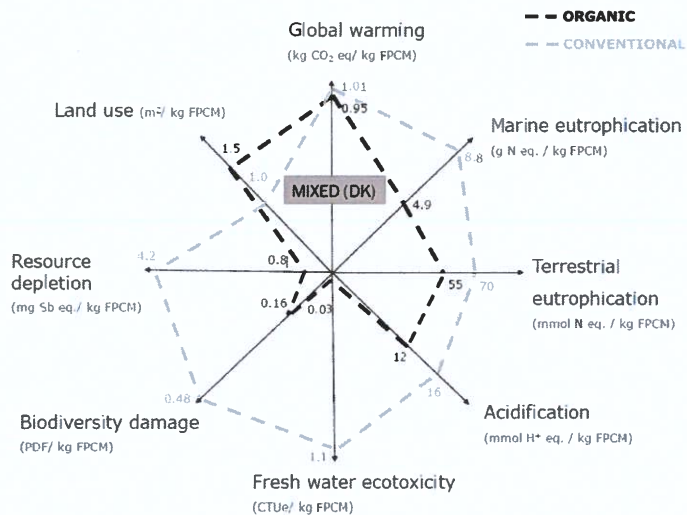 ORGANIC
CONVENTIONAL
Global warming
(kg CO₂ eq/ kg FPCM)
1.01
0.95
Land use (m²/ kg FPCM)
1.5
1.0
Marine eutrophication
(g N eq. / kg FPCM)
8.8
MIXED (DK)
4.9
Resource
depletion
(mg Sb eq./ kg FPCM)
4.2
0.8
Terrestrial
eutrophication
(mmol N eq. / kg FPCM)
55
70
0.16
0.03
12
16
Acidification
(mmol H⁺ eq. / kg FPCM)
0.48
Biodiversity damage
(PDF/ kg FPCM)
1.1
Fresh water ecotoxicity
(CTUe/ kg FPCM)